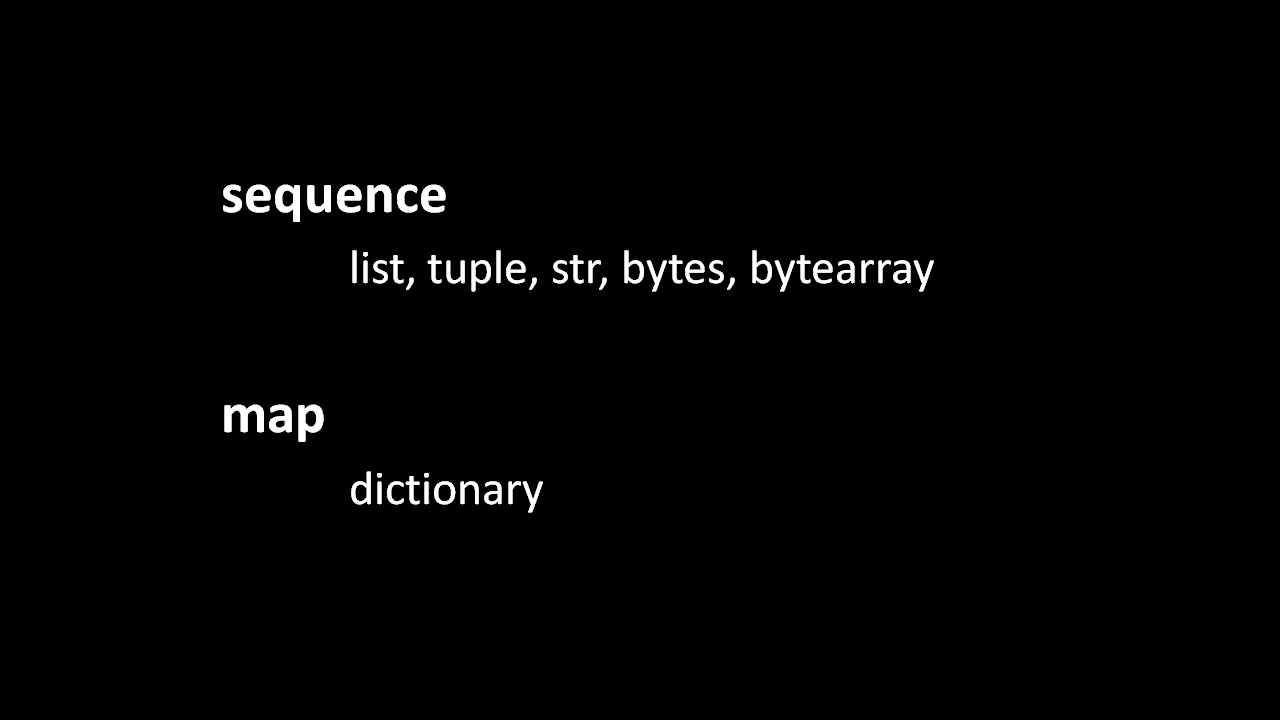 sequence
list, tuple, str, bytes, bytearray
map
dictionary